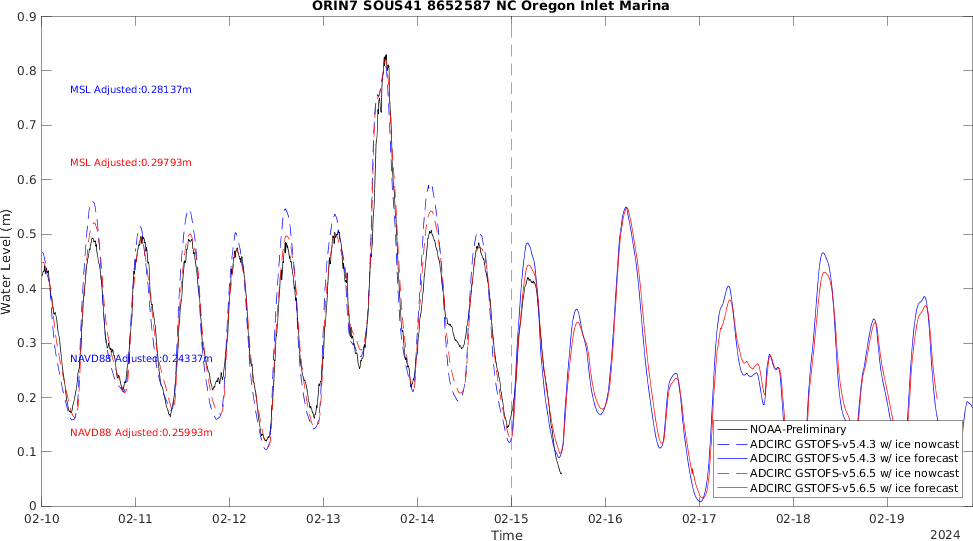 ORIN7 SOUS41 8652587 NC Oregon Inlet Marina
0.9
0.8
0.7
0.6
0.5
0.4
0.3
0.2
0.1
0
Water Level (m)
MSL Adjusted:0.28137m
MSL Adjusted:0.29793m
NAVD88 Adjusted:0.24337m
NAVD88 Adjusted:0.25993m
NOAA-Preliminary
ADCIRC GSTOFS-v5.4.3 w/ ice nowcast
ADCIRC GSTOFS-v5.4.3 w/ ice forecast
ADCIRC GSTOFS-v5.6.5 w/ ice nowcast
ADCIRC GSTOFS-v5.6.5 w/ ice forecast
02-10 02-11 02-12 02-13 02-14 02-15 02-16 02-17 02-18 02-19
Time
2024